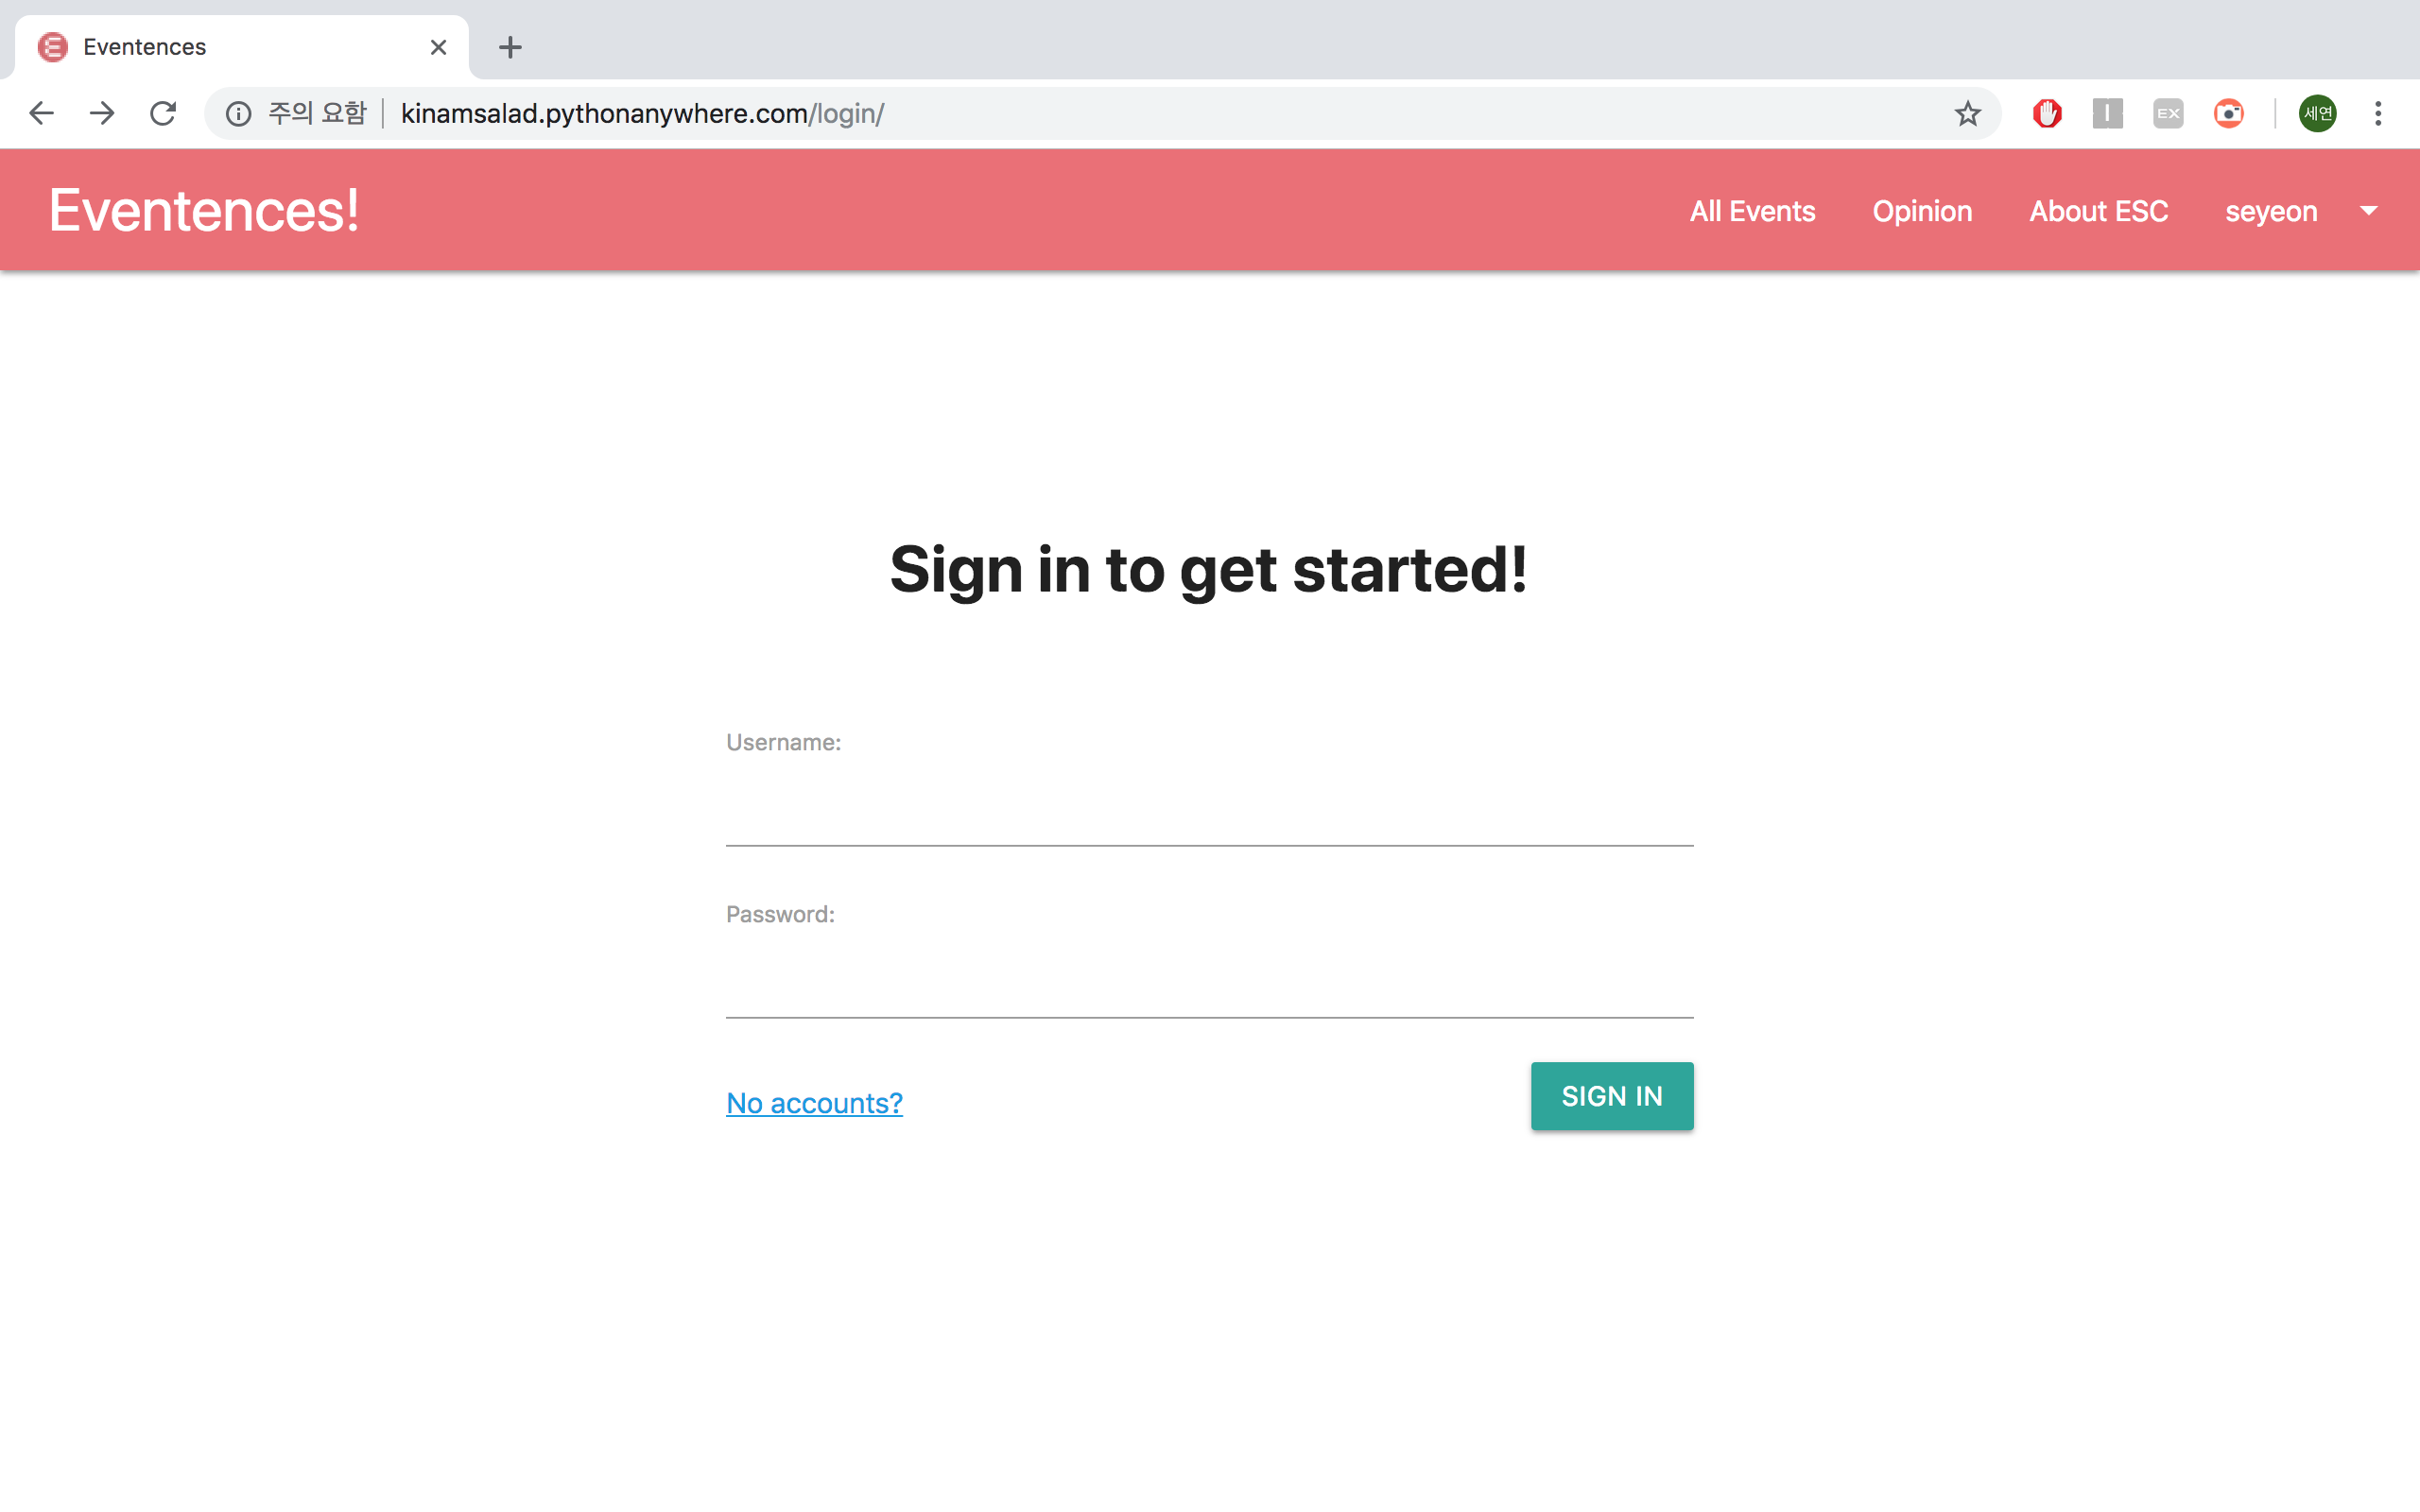 Eventences
주의 요함 kinamsalad.pythonanywhere.com/login/
EX
세연
Eventences!
All Events
Opinion
About ESC
seyeon
Sign in to get started!
Username:
Password:
No accounts?
SIGN IN